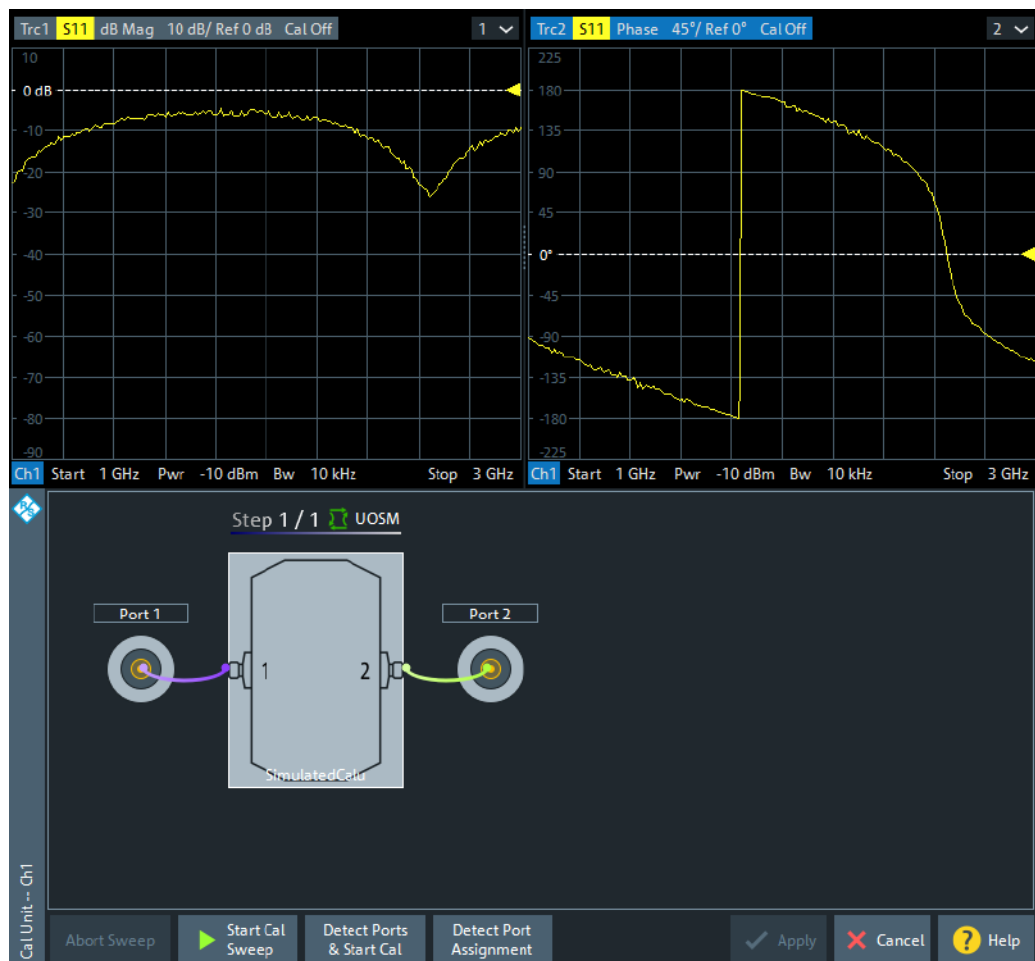 Trc1 S11 dB Mag 10 dB/ Ref 0 dB Cal Off 1
10
0 dB
-10
-20
-30
-40
-50
-60
-70
-80
-90
Ch1 Start 1 GHz Pwr -10 dBm Bw 10 kHz Stop 3 GHz
Trc2 S11 Phase 45°/ Ref 0° Cal Off 2
225
180
135
90
45
0°
-45
-90
-135
-180
-225
Ch1 Start 1 GHz Pwr -10 dBm Bw 10 kHz Stop 3 GHz
R/S
Cal Unit -- Ch1
Step 1 / 1 UOSM
Port 1
1
2
Port 2
SimulatedCalu
Abort Sweep
Start Cal
Sweep
Detect Ports
& Start Cal
Detect Port
Assignment
Apply
Cancel
? Help